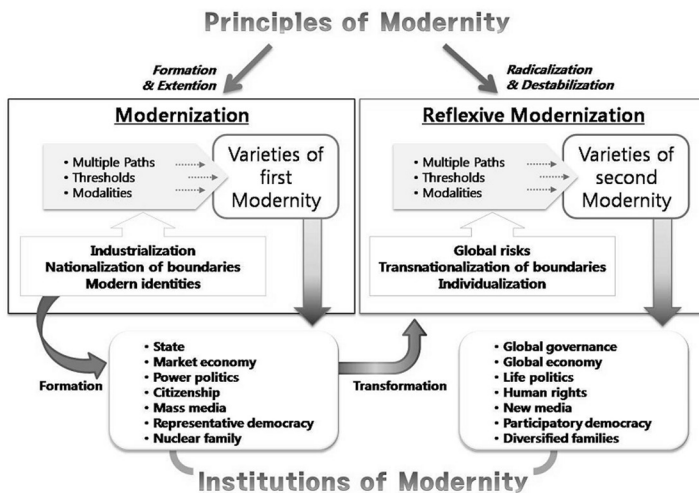 Principles of Modernity
Formation
& Extention
Radicalization
& Destabilization
Modernization
• Multiple Paths
• Thresholds
• Modalities
Varieties of
first
Modernity
Industrialization
Nationalization of boundaries
Modern identities
Reflexive Modernization
• Multiple Paths
• Thresholds
• Modalities
Varieties of
second
Modernity
Global risks
Transnationalization of boundaries
Individualization
Formation
• State
• Market economy
• Power politics
• Citizenship
• Mass media
• Representative democracy
• Nuclear family
Transformation
• Global governance
• Global economy
• Life politics
• Human rights
• New media
• Participatory democracy
• Diversified families
Institutions of Modernity